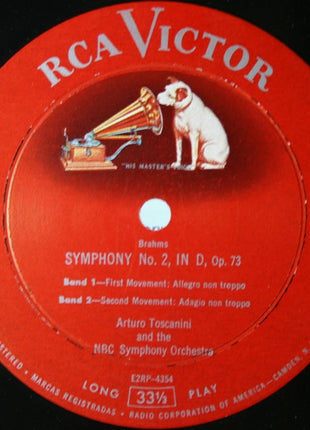 RCA VICTOR
"HIS MASTER'S VOICE"
Brahms
SYMPHONY No. 2, IN D, Op. 73
Band 1—First Movement: Allegro non troppo
Band 2—Second Movement: Adagio non troppo
Arturo Toscanini
and the
NBC Symphony Orchestra
E2RP-4354
LONG 33⅓ PLAY
MARCAS REGISTRADAS - RADIO CORPORATION OF AMERICA—CAMDEN, N.